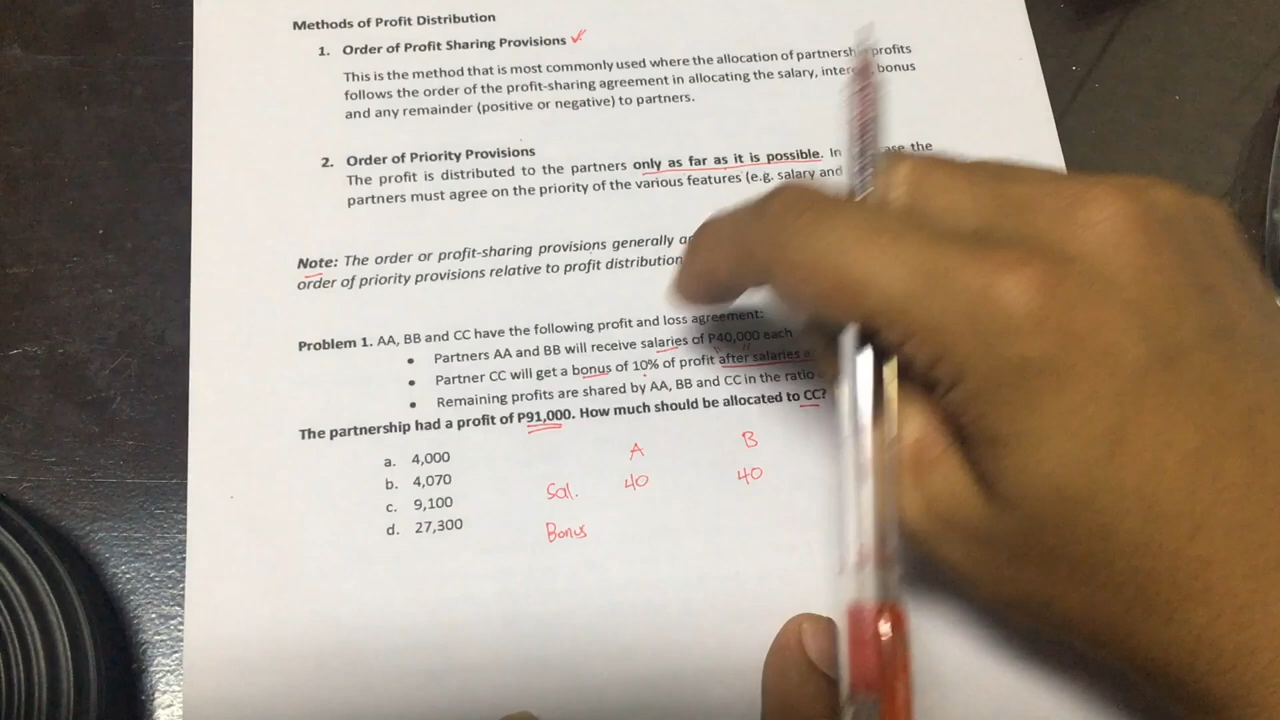 Methods of Profit Distribution
1. Order of Profit Sharing Provisions ✓
This is the method that is most commonly used where the allocation of partnership profits
follows the order of the profit-sharing agreement in allocating the salary, bonus
and any remainder (positive or negative) to partners.
2. Order of Priority Provisions
The profit is distributed to the partners only as far as it is possible. In the
partners must agree on the priority of the various features (e.g. salary and
Note: The order or profit-sharing provisions generally
order of priority provisions relative to profit distribution
Problem 1. AA, BB and CC have the following profit and loss agreement:
• Partners AA and BB will receive salaries of P40,000 each
• Partner CC will get a bonus of 10% of profit after salaries
• Remaining profits are shared by AA, BB and CC in the ratio
The partnership had a profit of P91,000. How much should be allocated to CC?
A B
a. 4,000
b. 4,070
Sal. 40 40
c. 9,100
d. 27,300
Bonus